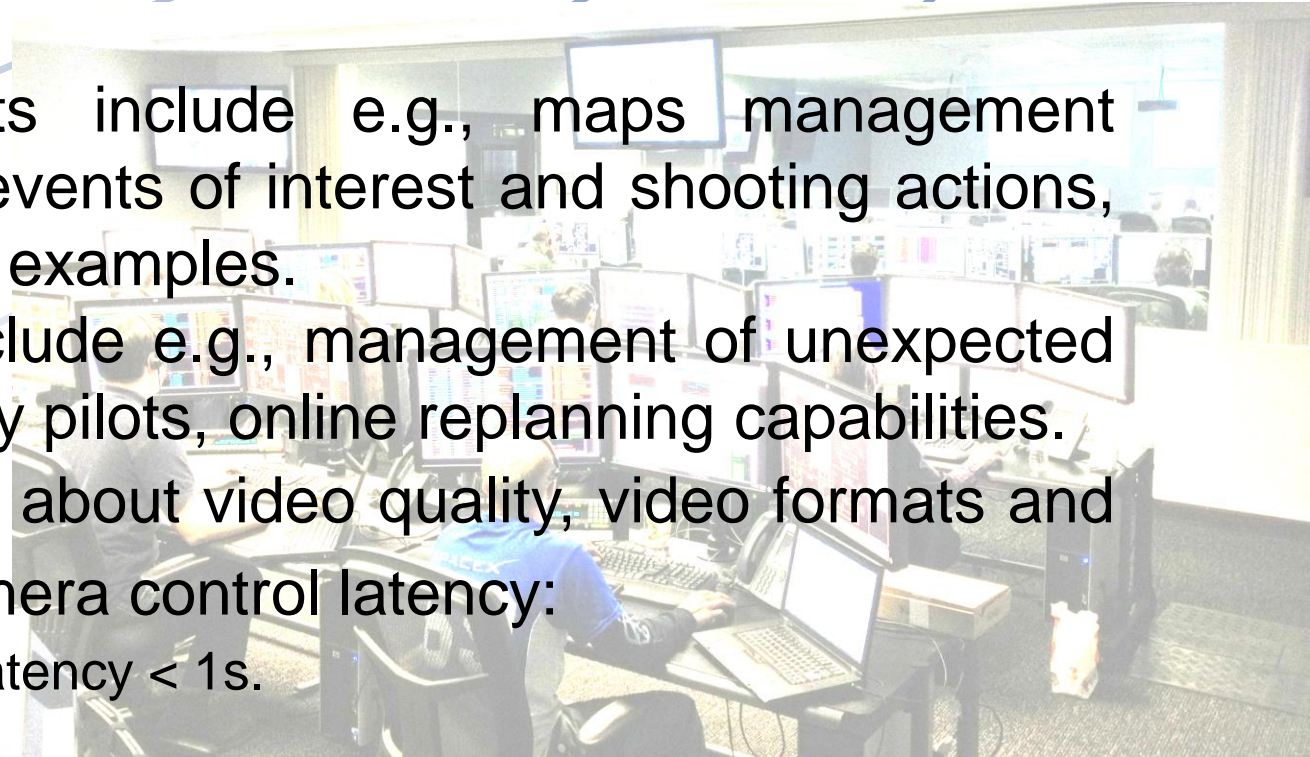 ts include e.g., maps management
events of interest and shooting actions,
examples.
clude e.g., management of unexpected
y pilots, online replanning capabilities.
about video quality, video formats and
nera control latency:
atency < 1s.